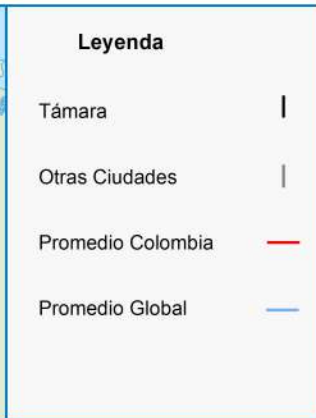 Leyenda
Támara
Otras Ciudades
Promedio Colombia
Promedio Global